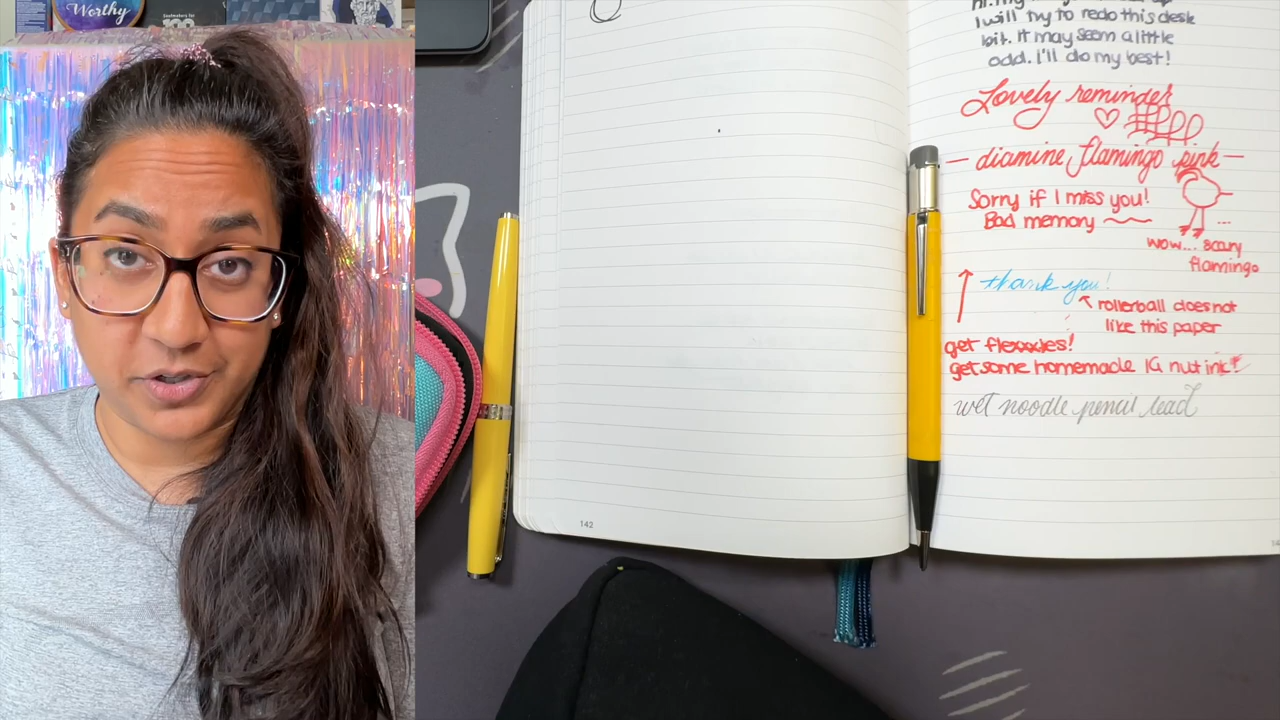 Worthy
100
I will try to redo this desk
bit. It may seem a little
odd. I'll do my best!
Lovely reminder
— diamine flamingo pink —
Sorry if I miss you!
Bad memory
wow... scary
flamingo
thank you!
rollerball does not
like this paper
get flexxies!
get some homemade IG nut ink!
wet noodle pencil lead
142